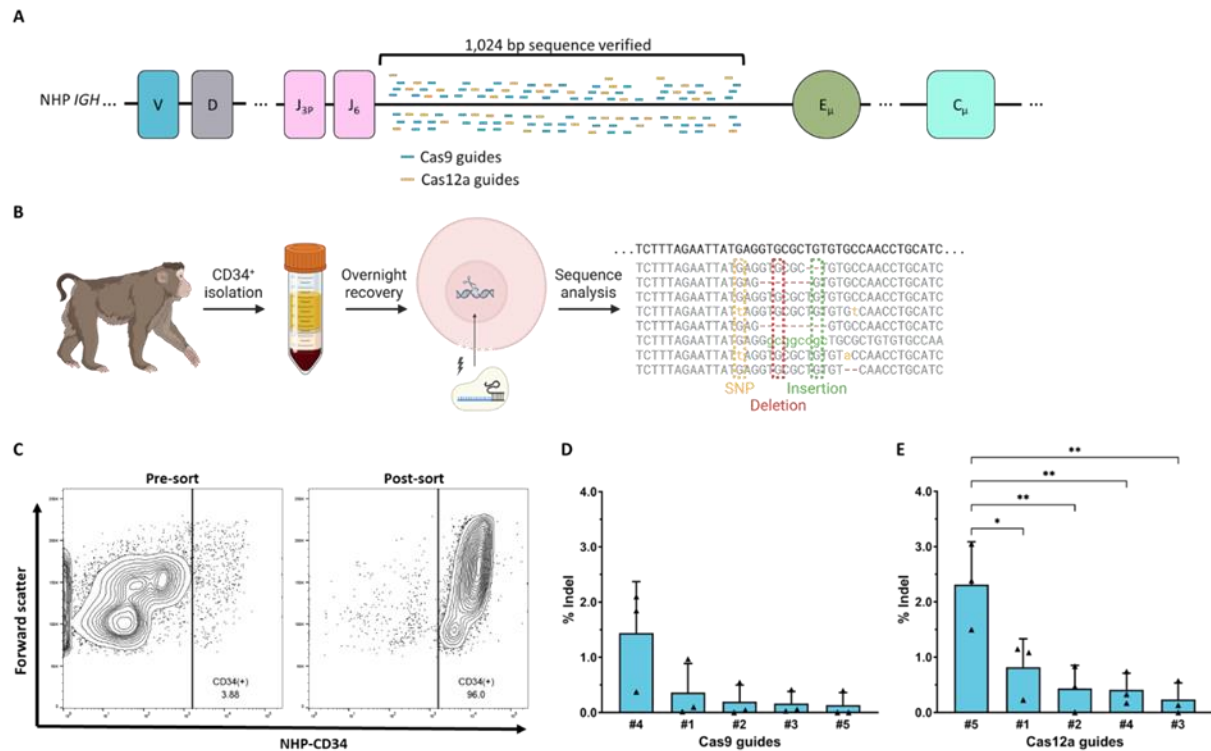 A
1,024 bp sequence verified
NHP IGH ... V D ... J3P J6 Eμ ... Cμ ...
Cas9 guides
Cas12a guides
B
CD34+ isolation
Overnight recovery
Sequence analysis
...TCTTTAGAATTATGAGGTGCGCTGTGTGCCAACCTGCATC...
TCTTTAGAATTATGAGGTGCGC--TGTGCCAACCTGCATC
TCTTTAGAATTATGAG
TCTTTAGAATTATGAGGTGCGCTGTGTGCCAACCTGCATC
TCTTTAGAATTAttAGGTGCGCTGTGTGtCAACCTGCATC
TCTTTAGAATTATGAG
TCTTTAGAATTATGAGG
TCTTTAGAATTA
TCTTTAGAATTATGAGGTGCGCTGTGT--CAACCTGCATC
SNP
Insertion
Deletion
C
Pre-sort
Post-sort
Forward scatter
CD34(+)
3.88
CD34(+)
96.0
NHP-CD34
D
% Indel
4.0
3.0
2.0
1.0
0.0
#4 #1 #2 #3 #5
Cas9 guides
E
** 
**
**
*
% Indel
4.0
3.0
2.0
1.0
0.0
#5 #1 #2 #4 #3
Cas12a guides